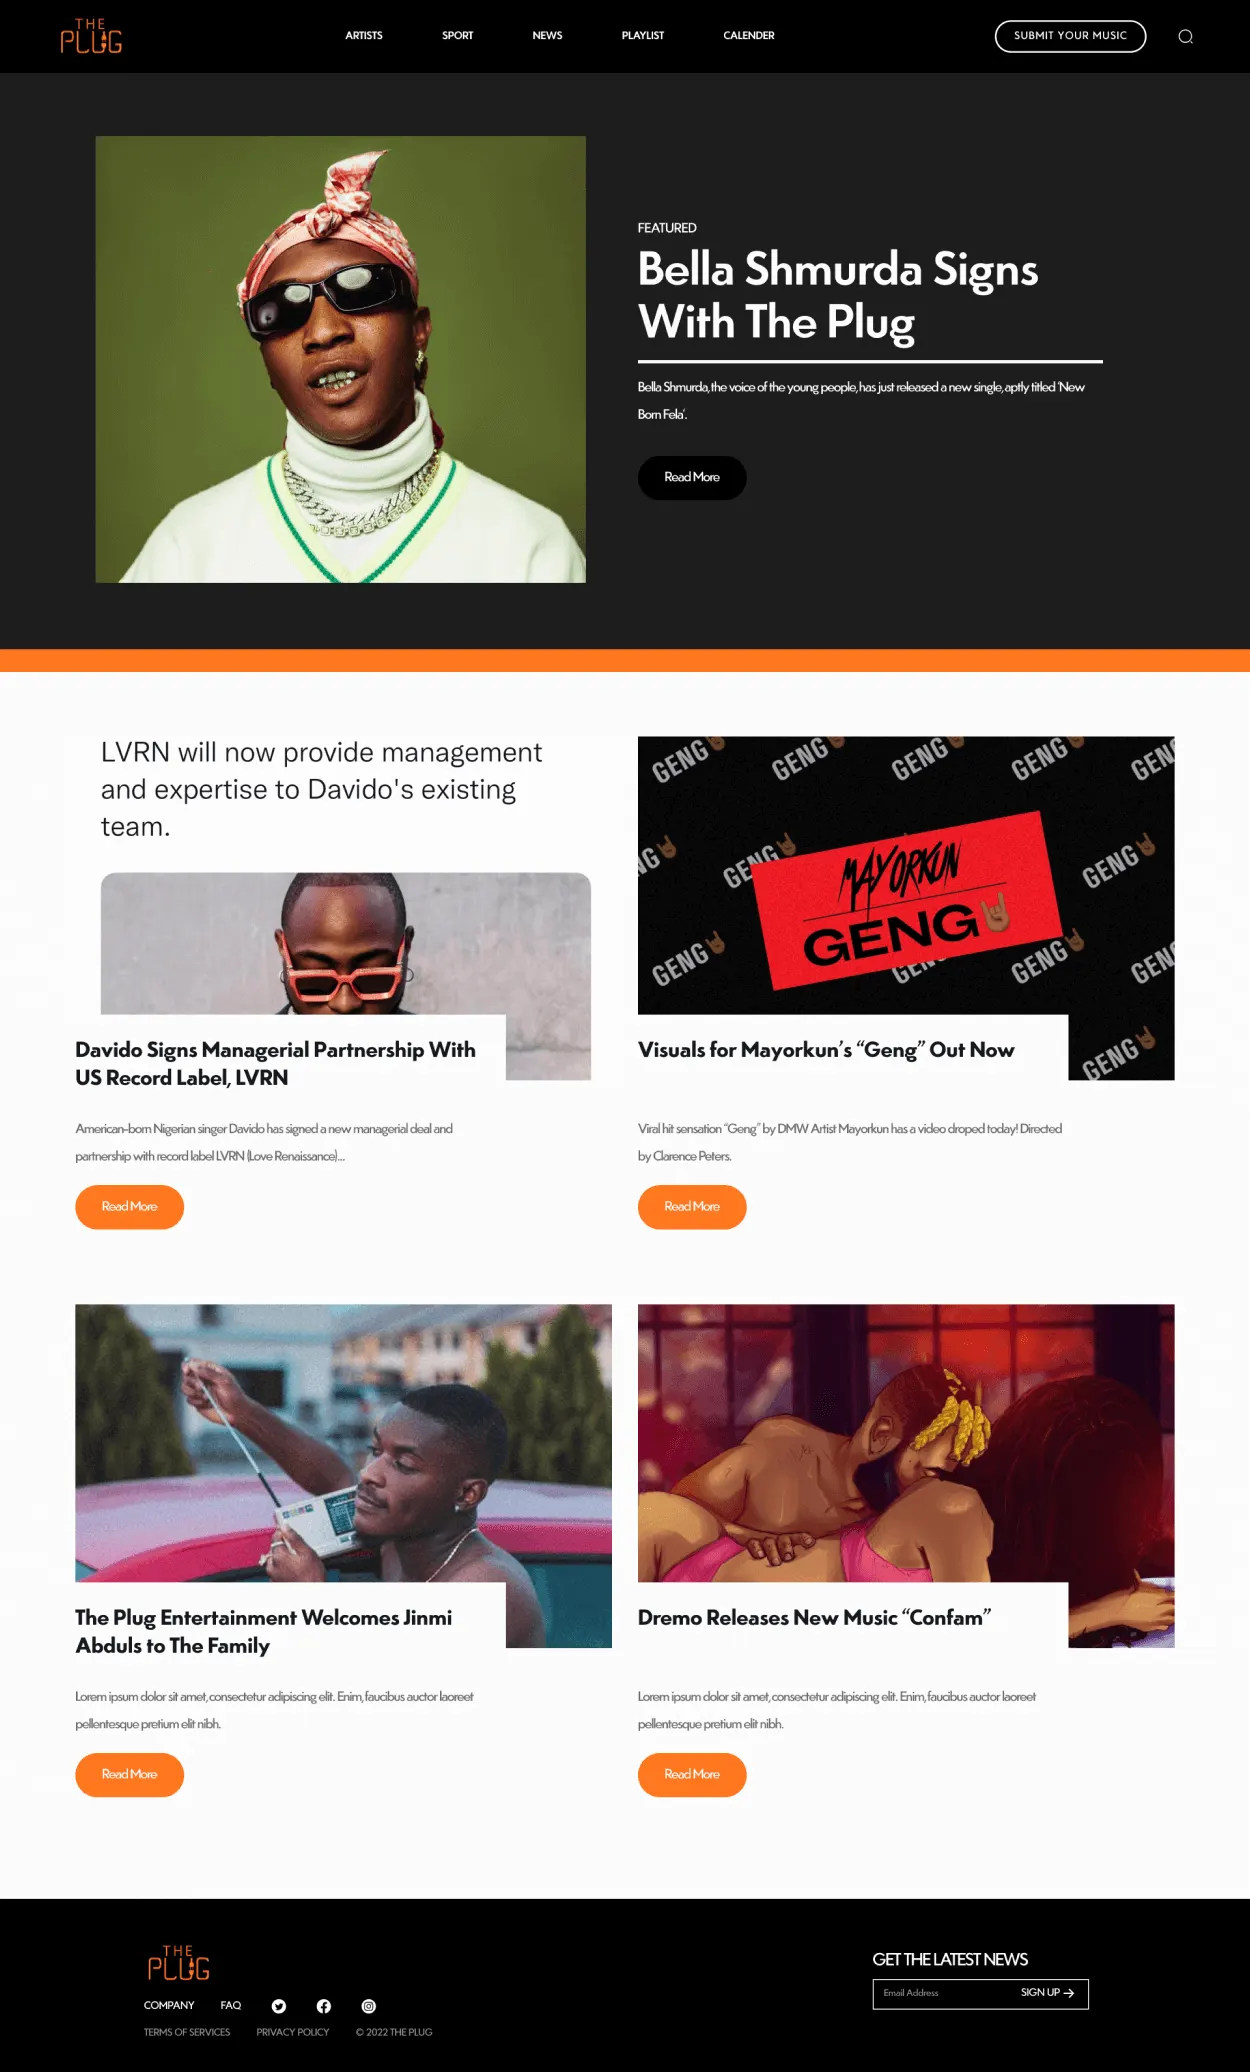 THE
PLUG
ARTISTS
SPORT
NEWS
PLAYLIST
CALENDER
SUBMIT YOUR MUSIC
FEATURED
Bella Shmurda Signs
With The Plug
Bella Shmurda, the voice of the young people, has just released a new single, aptly titled ‘New
Born Fela’.
Read More
LVRN will now provide management
and expertise to Davido's existing
team.
Davido Signs Managerial Partnership With
US Record Label, LVRN
American-born Nigerian singer Davido has signed a new managerial deal and
partnership with record label LVRN (Love Renaissance)...
Read More
GENG
GENG
GENG
GENG
GENG
NG
GENG
GENG
MAYORKUN
GENG
GENG
GENG
GENG
GENG
GENG
Visuals for Mayorkun’s “Geng” Out Now
Viral hit sensation “Geng” by DMW Artist Mayorkun has a video droped today! Directed
by Clarence Peters.
Read More
The Plug Entertainment Welcomes Jinmi
Abduls to The Family
Lorem ipsum dolor sit amet, consectetur adipiscing elit. Enim, faucibus auctor laoreet
pellentesque pretium elit nibh.
Read More
Dremo Releases New Music “Confam”
Lorem ipsum dolor sit amet, consectetur adipiscing elit. Enim, faucibus auctor laoreet
pellentesque pretium elit nibh.
Read More
THE
PLUG
COMPANY
FAQ
TERMS OF SERVICES
PRIVACY POLICY
© 2022 THE PLUG
GET THE LATEST NEWS
Email Address
SIGN UP